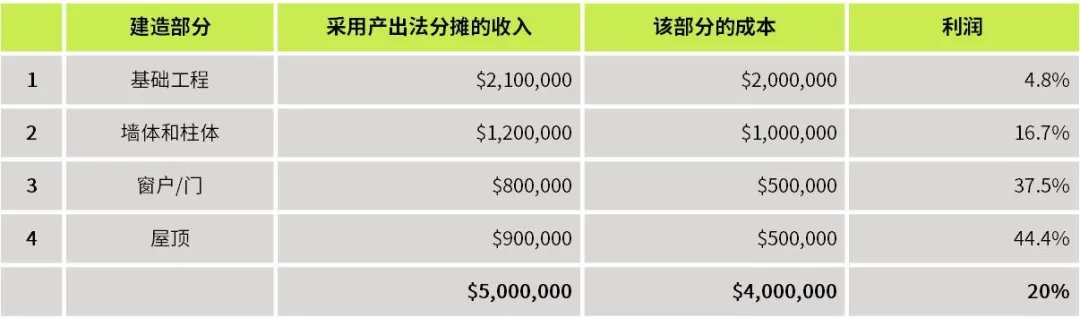 建造部分 采用产出法分摊的收入 该部分的成本 利润
1 基础工程 $2,100,000 $2,000,000 4.8%
2 墙体和柱体 $1,200,000 $1,000,000 16.7%
3 窗户/门 $800,000 $500,000 37.5%
4 屋顶 $900,000 $500,000 44.4%
$5,000,000 $4,000,000 20%